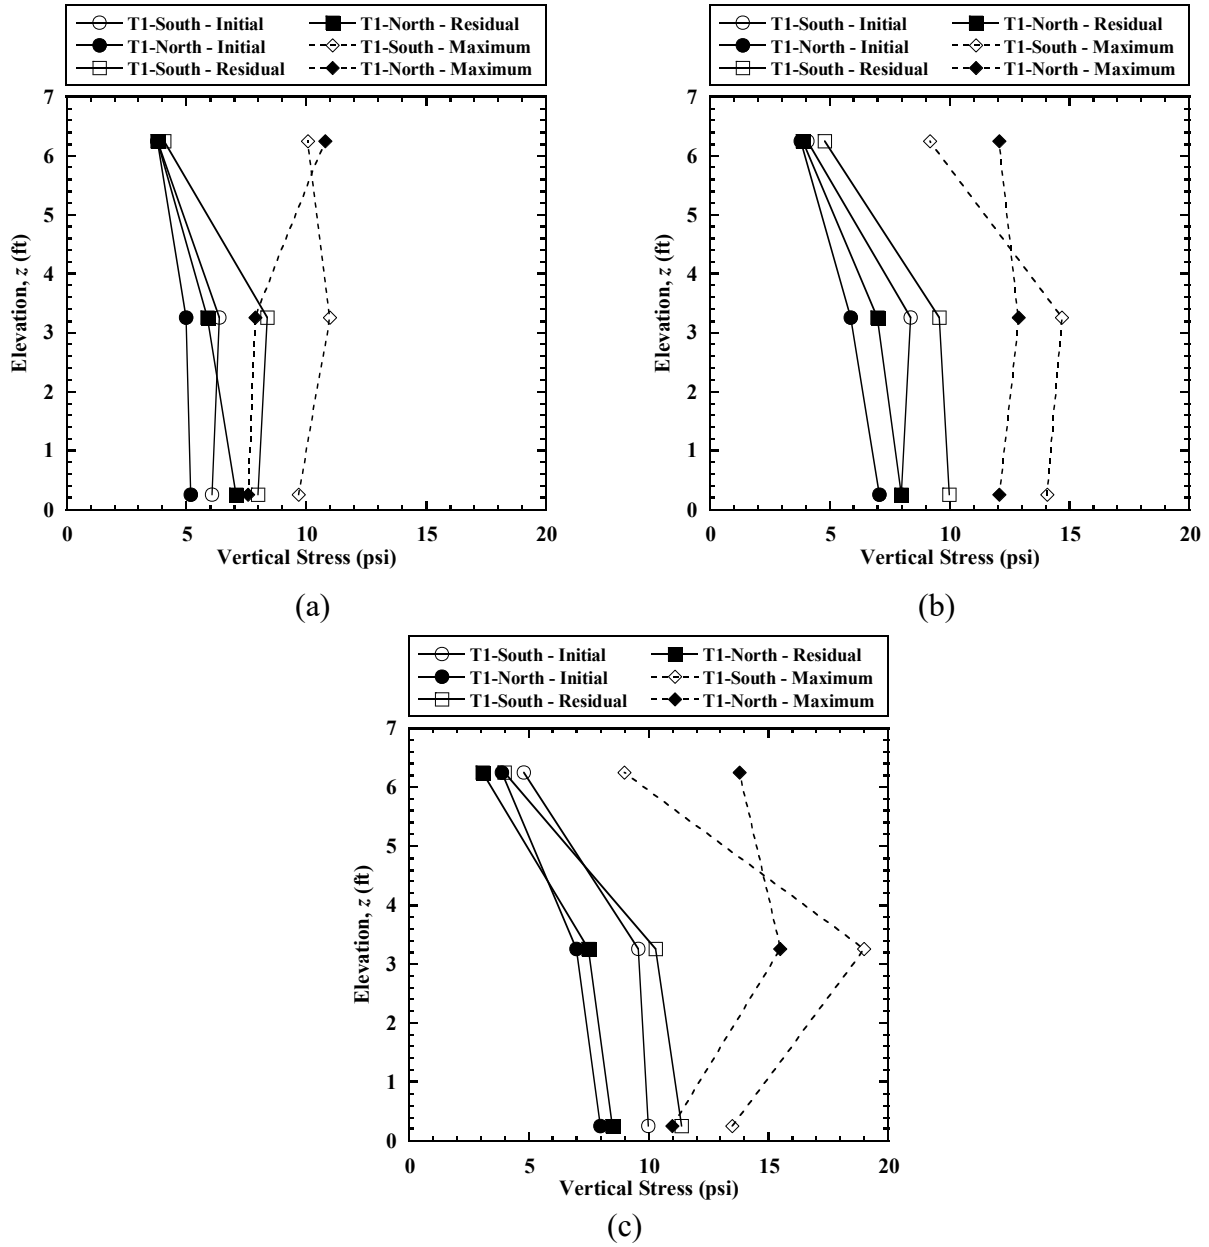 T1-South - Initial T1-North - Residual
T1-North - Initial T1-South - Maximum
T1-South - Residual T1-North - Maximum
7
6
5
4
3
2
1
0
Elevation, z (ft)
0 5 10 15 20
Vertical Stress (psi)
(a)
T1-South - Initial T1-North - Residual
T1-North - Initial T1-South - Maximum
T1-South - Residual T1-North - Maximum
7
6
5
4
3
2
1
0
Elevation, z (ft)
0 5 10 15 20
Vertical Stress (psi)
(b)
T1-South - Initial T1-North - Residual
T1-North - Initial T1-South - Maximum
T1-South - Residual T1-North - Maximum
7
6
5
4
3
2
1
0
Elevation, z (ft)
0 5 10 15 20
Vertical Stress (psi)
(c)